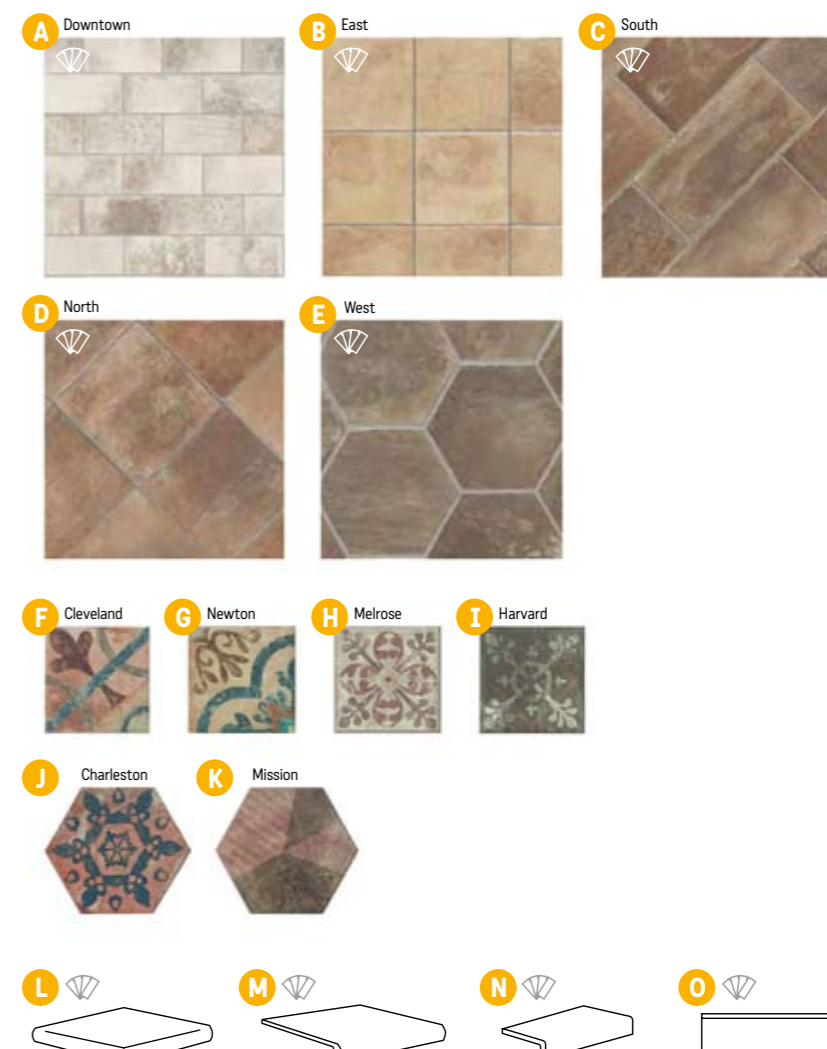 A Downtown
B East
C South
D North
E West
F Cleveland
G Newton
H Melrose
I Harvard
J Charleston
K Mission
L
M
N
O